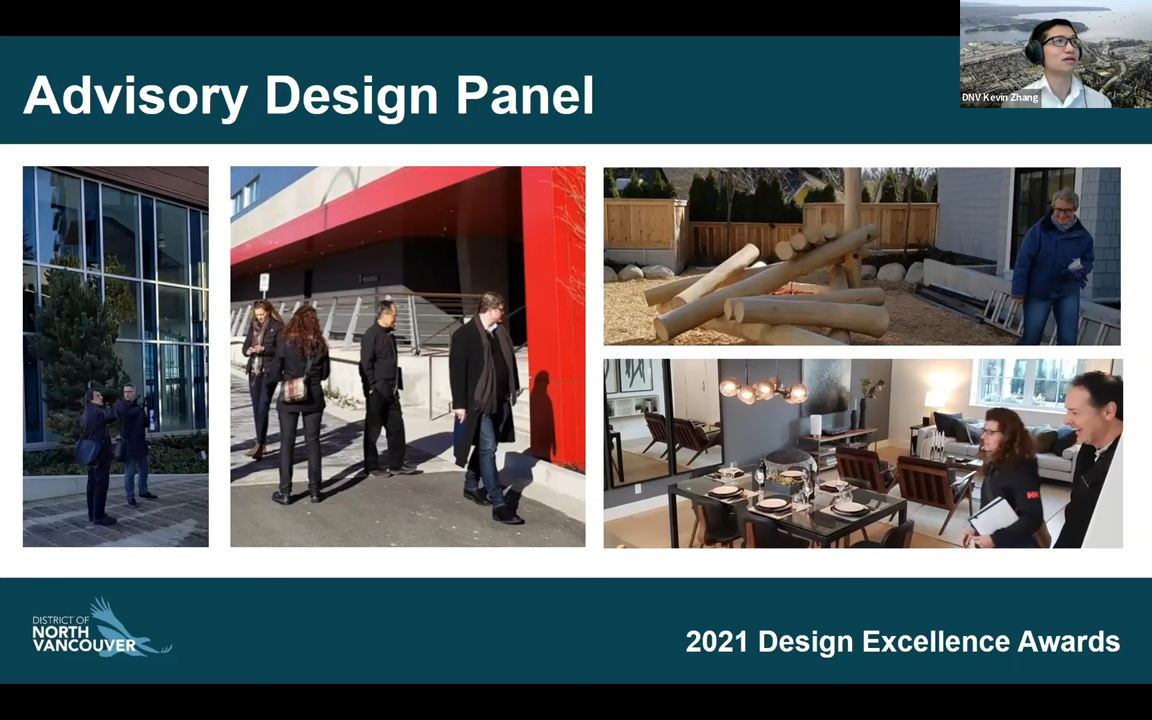 Advisory Design Panel
DNV Kevin Zhang
DISTRICT OF
NORTH
VANCOUVER
2021 Design Excellence Awards